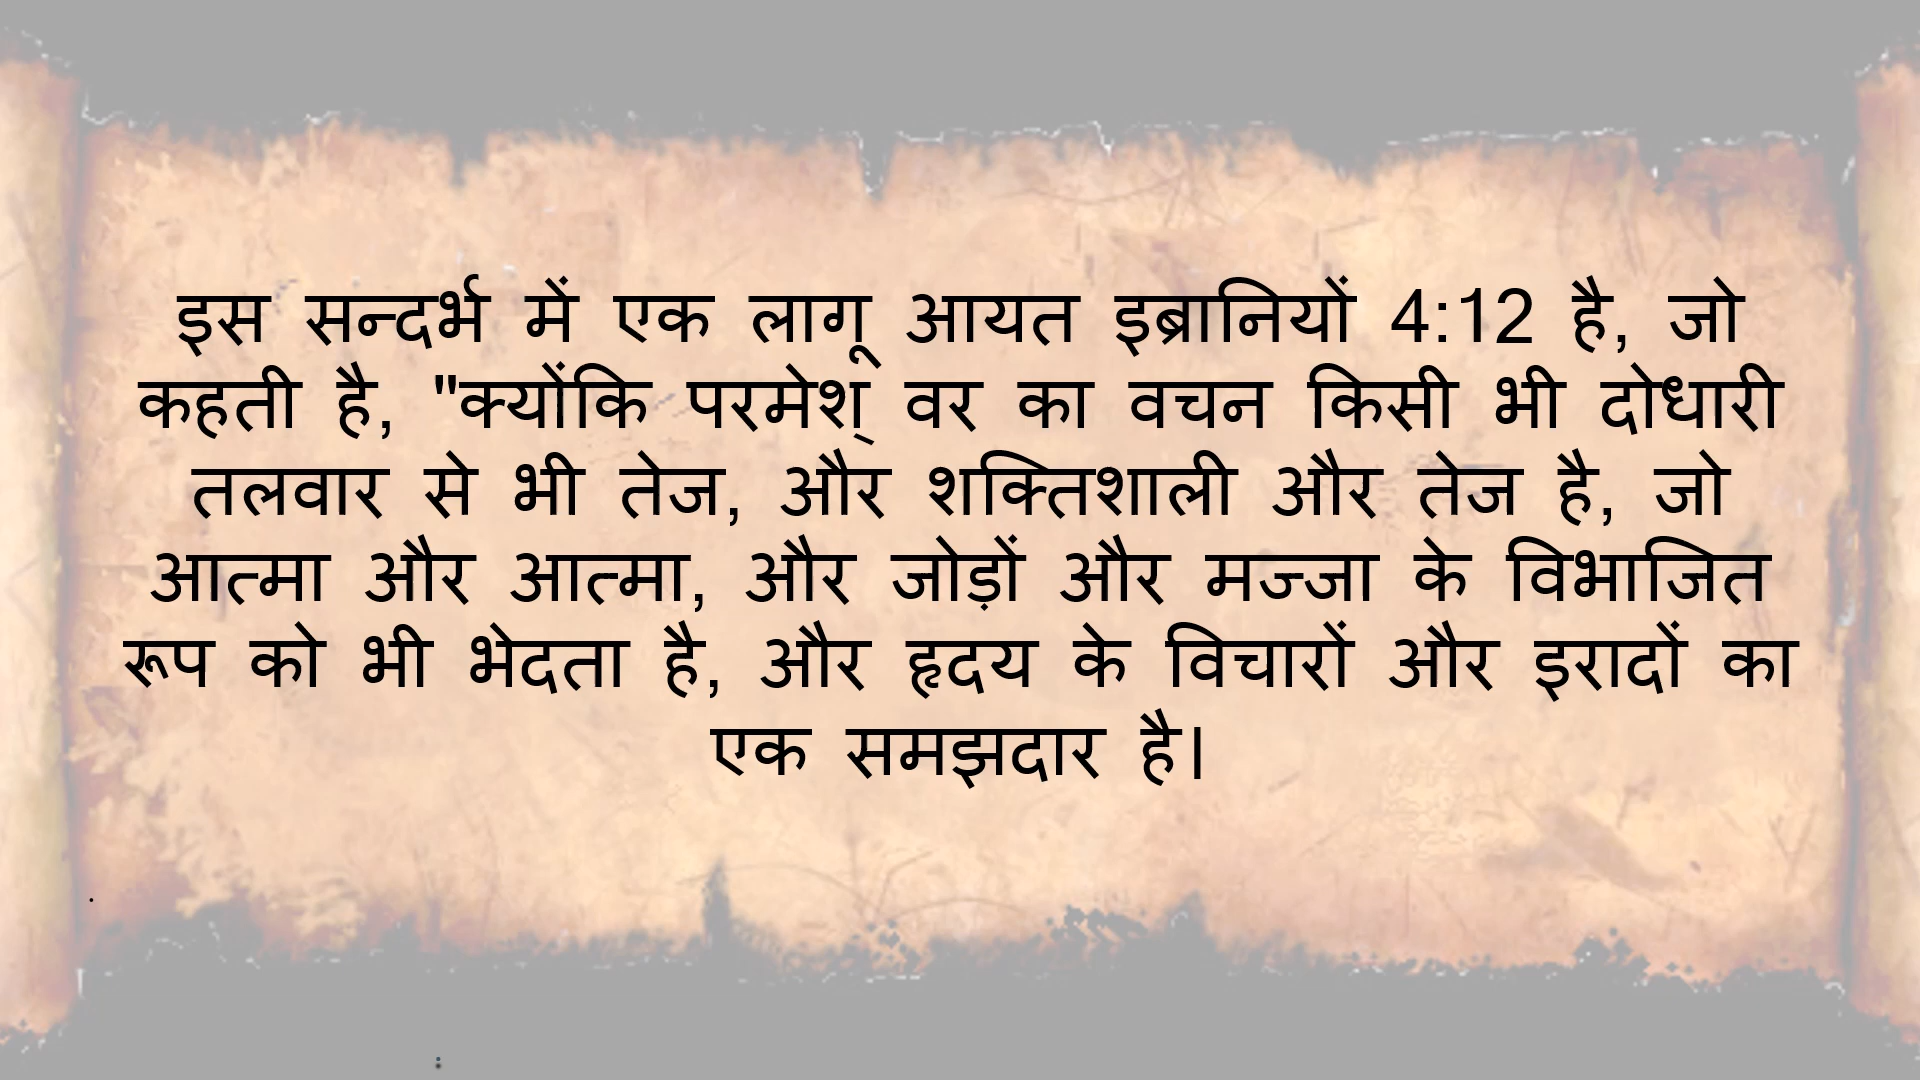 इस सन्दर्भ में एक लागू आयत इब्रानियों 4:12 है, जो
कहती है, "क्योंकि परमेश् वर का वचन किसी भी दोधारी
तलवार से भी तेज, और शक्तिशाली और तेज है, जो
आत्मा और आत्मा, और जोड़ों और मज्जा के विभाजित
रूप को भी भेदता है, और हृदय के विचारों और इरादों का
एक समझदार है।